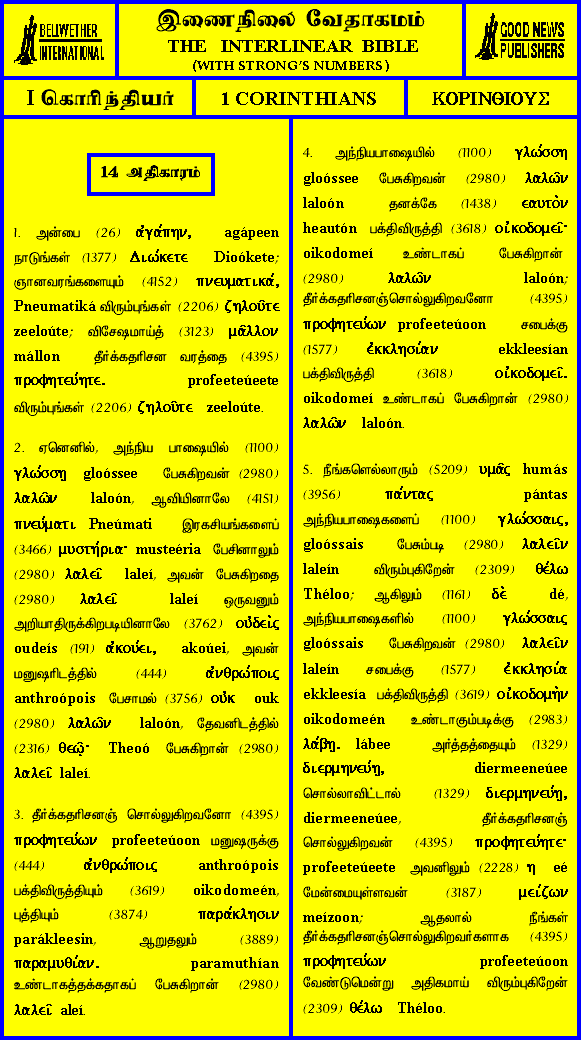 BELLWETHER
INTERNATIONAL
இணைநிலை வேதாகமம்
THE INTERLINEAR BIBLE
(WITH STRONG'S NUMBERS)
GOOD NEWS
PUBLISHERS
I கொரிந்தியர்
1 CORINTHIANS
ΚΟΡΙΝΘΙΟΥΣ
14 அதிகாரம்
1. அன்பை (26) ἀγάπην, agápeen
நாடுங்கள் (1377) Διώκετε Dioókete;
ஞானவரங்களையும் (4152) πνευματικά,
Pneumatiká விரும்புங்கள் (2206) ζηλοῦτε
zeeloúte; விசேஷமாய்த் (3123) μᾶλλον
mállon தீர்க்கதரிசன வரத்தை (4395)
προφητεύητε. profeeteúeete
விரும்புங்கள் (2206) ζηλοῦτε zeeloúte.
2. ஏனெனில், அந்நிய பாஷையில் (1100)
γλώσσῃ gloóssee பேசுகிறவன் (2980)
λαλῶν laloón, ஆவியினாலே (4151)
πνεύματι Pneúmati இரகசியங்களைப்
(3466) μυστήρια· musteéria பேசினாலும்
(2980) λαλεῖ laleí, அவன் பேசுகிறதை
(2980) λαλεῖ laleí ஒருவனும்
அறியாதிருக்கிறபடியினாலே (3762) οὐδεὶς
oudeís (191) ἀκούει, akoúei, அவன்
மனுஷரிடத்தில் (444) ἀνθρώποις
anthroópois பேசாமல் (3756) οὐκ ouk
(2980) λαλῶν laloón, தேவனிடத்தில்
(2316) θεῷ· Theoó பேசுகிறான் (2980)
λαλεῖ laleí.
3. தீர்க்கதரிசனஞ் சொல்லுகிறவனோ (4395)
προφητεύων profeeteúoon மனுஷருக்கு
(444) ἀνθρώποις anthroópois
பக்திவிருத்தியும் (3619) oikodomeén,
புத்தியும் (3874) παράκλησιν
parákleesin, ஆறுதலும் (3889)
παραμυθίαν. paramuthían
உண்டாகத்தக்கதாகப் பேசுகிறான் (2980)
λαλεῖ aleí.
4. அந்நியபாஷையில் (1100) γλώσσῃ
gloóssee பேசுகிறவன் (2980) λαλῶν
laloón தனக்கே (1438) εαυτὸν
heautón பக்திவிருத்தி (3618) οἰκοδομεῖ·
oikodomeí உண்டாகப் பேசுகிறான்
(2980) λαλῶν laloón;
தீர்க்கதரிசனஞ்சொல்லுகிறவனோ (4395)
προφητεύων profeeteúoon சபைக்கு
(1577) ἐκκλησίαν ekkleesían
பக்திவிருத்தி (3618) οἰκοδομεῖ.
oikodomeí உண்டாகப் பேசுகிறான் (2980)
λαλῶν laloón.
5. நீங்களெல்லாரும் (5209) υμᾶς humás
(3956) πάντας pántas
அந்நியபாஷைகளைப் (1100) γλώσσαις,
gloóssais பேசும்படி (2980) λαλεῖν
laleín விரும்புகிறேன் (2309) θέλω
Théloo; ஆகிலும் (1161) δὲ dé,
அந்நியபாஷைகளில் (1100) γλώσσαις
gloóssais பேசுகிறவன் (2980) λαλεῖν
laleín சபைக்கு (1577) ἐκκλησία
ekkleesía பக்திவிருத்தி (3619) οἰκοδομὴν
oikodomeén உண்டாகும்படிக்கு (2983)
λάβῃ. lábee அர்த்தத்தையும் (1329)
διερμηνεύῃ, diermeeneúee
சொல்லாவிட்டால் (1329) διερμηνεύῃ,
diermeeneúee, தீர்க்கதரிசனஞ்
சொல்லுகிறவன் (4395) προφητεύητε·
profeeteúeete அவனிலும் (2228) η eé
மேன்மையுள்ளவன் (3187) μείζων
meízoon; ஆதலால் நீங்கள்
தீர்க்கதரிசனஞ்சொல்லுகிறவர்களாக (4395)
προφητεύων profeeteúoon
வேண்டுமென்று அதிகமாய் விரும்புகிறேன்
(2309) θέλω Théloo.